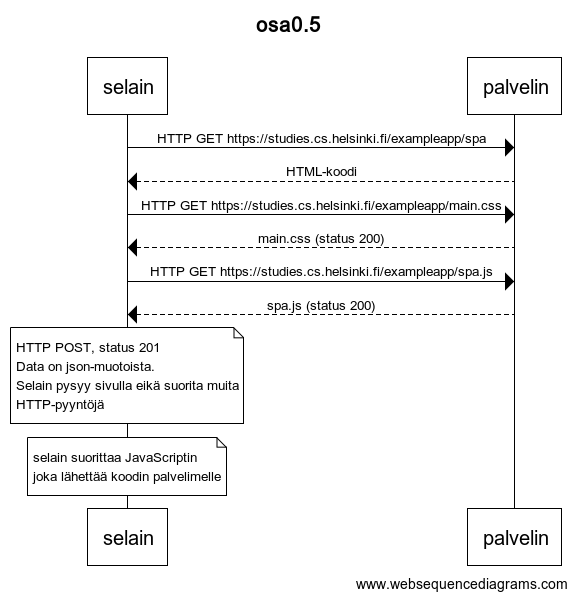 osa0.5
selain
palvelin
HTTP GET https://studies.cs.helsinki.fi/exampleapp/spa
HTML-koodi
HTTP GET https://studies.cs.helsinki.fi/exampleapp/main.css
main.css (status 200)
HTTP GET https://studies.cs.helsinki.fi/exampleapp/spa.js
spa.js (status 200)
HTTP POST, status 201
Data on json-muotoista.
Selain pysyy sivulla eikä suorita muita
HTTP-pyyntöjä
selain suorittaa JavaScriptin
joka lähettää koodin palvelimelle
selain
palvelin
www.websequencediagrams.com